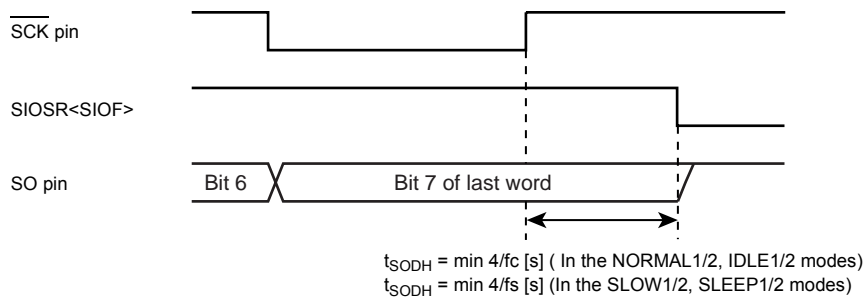 SCK pin
SIOSR<SIOF>
SO pin
Bit 6
Bit 7 of last word
tSODH = min 4/fc [s] ( In the NORMAL1/2, IDLE1/2 modes)
tSODH = min 4/fs [s] (In the SLOW1/2, SLEEP1/2 modes)